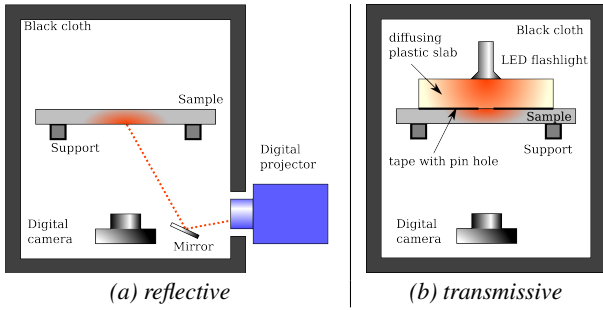 Black cloth
Sample
Support
Digital
projector
Digital
camera
Mirror
(a) reflective
Black cloth
diffusing
plastic slab
LED flashlight
Sample
Support
tape with pin hole
Digital
camera
(b) transmissive